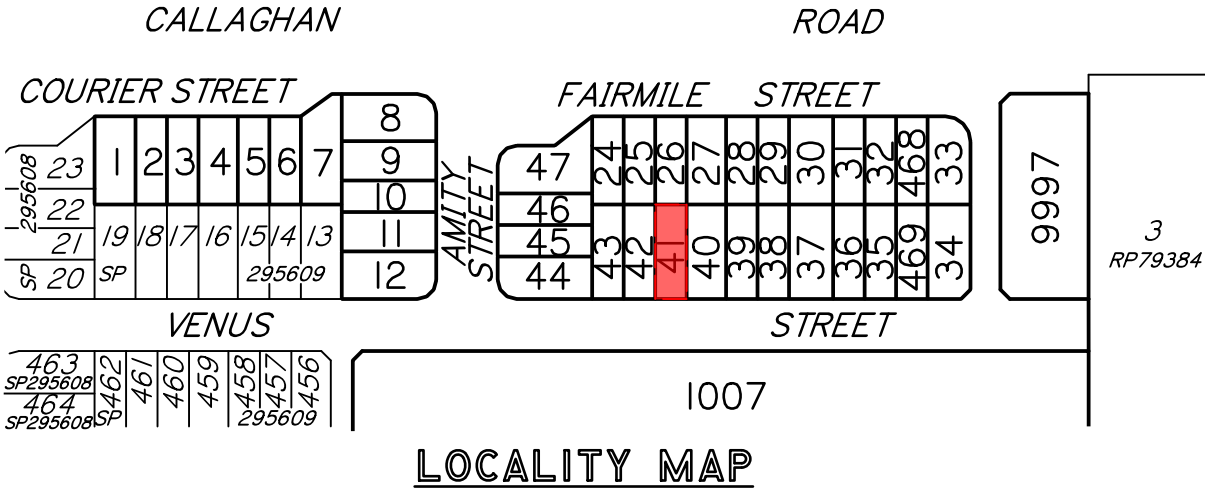 CALLAGHAN ROAD
COURIER STREET FAIRMILE STREET
8
23 1 2 3 4 5 6 7 9 47 24 25 26 27 28 29 30 31 32 468 33
295608
22 10 46
AMITY STREET
9997
3
RP79384
21 19 18 17 16 15 14 13 11 45 43 42 41 40 39 38 37 36 35 469 34
SP 20 SP 295609 12 44
VENUS STREET
463
SP295608
462 461 460 459 458 457 456
464
SP295608 SP 295609
1007
LOCALITY MAP